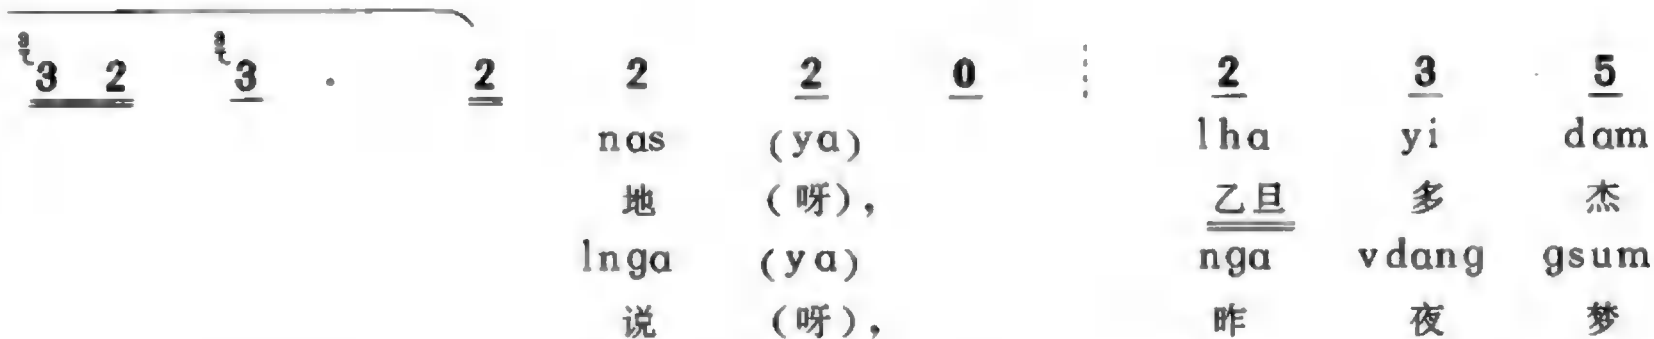 3 2 3 · 2 2 2 0 2 3 5
nas (ya) lha yi dam
地 (呀), 乙旦 多 杰
lnga (ya) nga vdang gsum
说 (呀), 昨 夜 梦